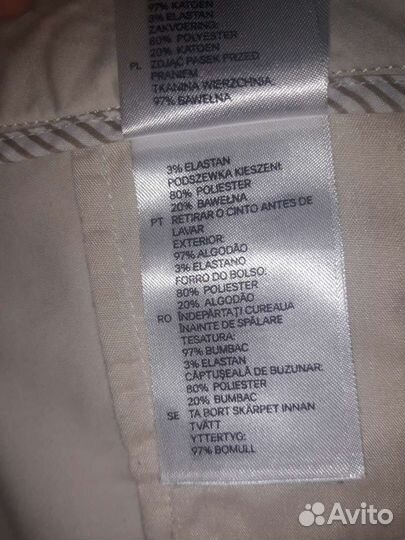 97% KATOEN
3% ELASTAN
ZAKVOERING:
80% POLYESTER
20% KATOEN
PL ZDJĄĆ PASEK PRZED
PRANIEM
TKANINA WIERZCHNIA:
97% BAWEŁNA
3% ELASTAN
PODSZEWKA KIESZENI:
80% POLIESTER
20% BAWEŁNA
PT RETIRAR O CINTO ANTES DE
LAVAR
EXTERIOR:
97% ALGODÃO
3% ELASTANO
FORRO DO BOLSO:
80% POLIESTER
20% ALGODÃO
RO ÎNDEPĂRTAȚI CUREAUA
ÎNAINTE DE SPĂLARE
TESATURA:
97% BUMBAC
3% ELASTAN
CĂPTUȘEALĂ DE BUZUNAR:
80% POLIESTER
20% BUMBAC
SE TA BORT SKÄRPET INNAN
TVÄTT
YTTERTYG:
97% BOMULL
Avito